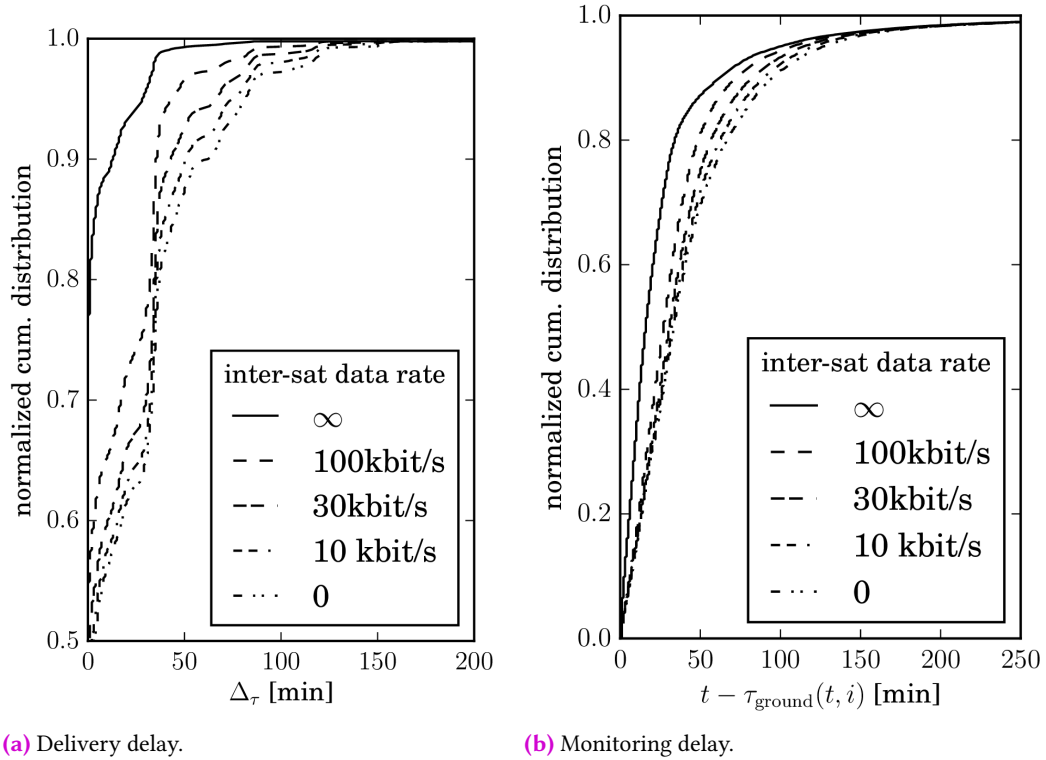 1.0
0.9
0.8
0.7
0.6
0.5
normalized cum. distribution
inter-sat data rate
∞
100kbit/s
30kbit/s
10 kbit/s
0
0 50 100 150 200
Δτ [min]
(a) Delivery delay.
1.0
0.8
0.6
0.4
0.2
0.0
normalized cum. distribution
inter-sat data rate
∞
100kbit/s
30kbit/s
10 kbit/s
0
0 50 100 150 200 250
t − τground(t, i) [min]
(b) Monitoring delay.